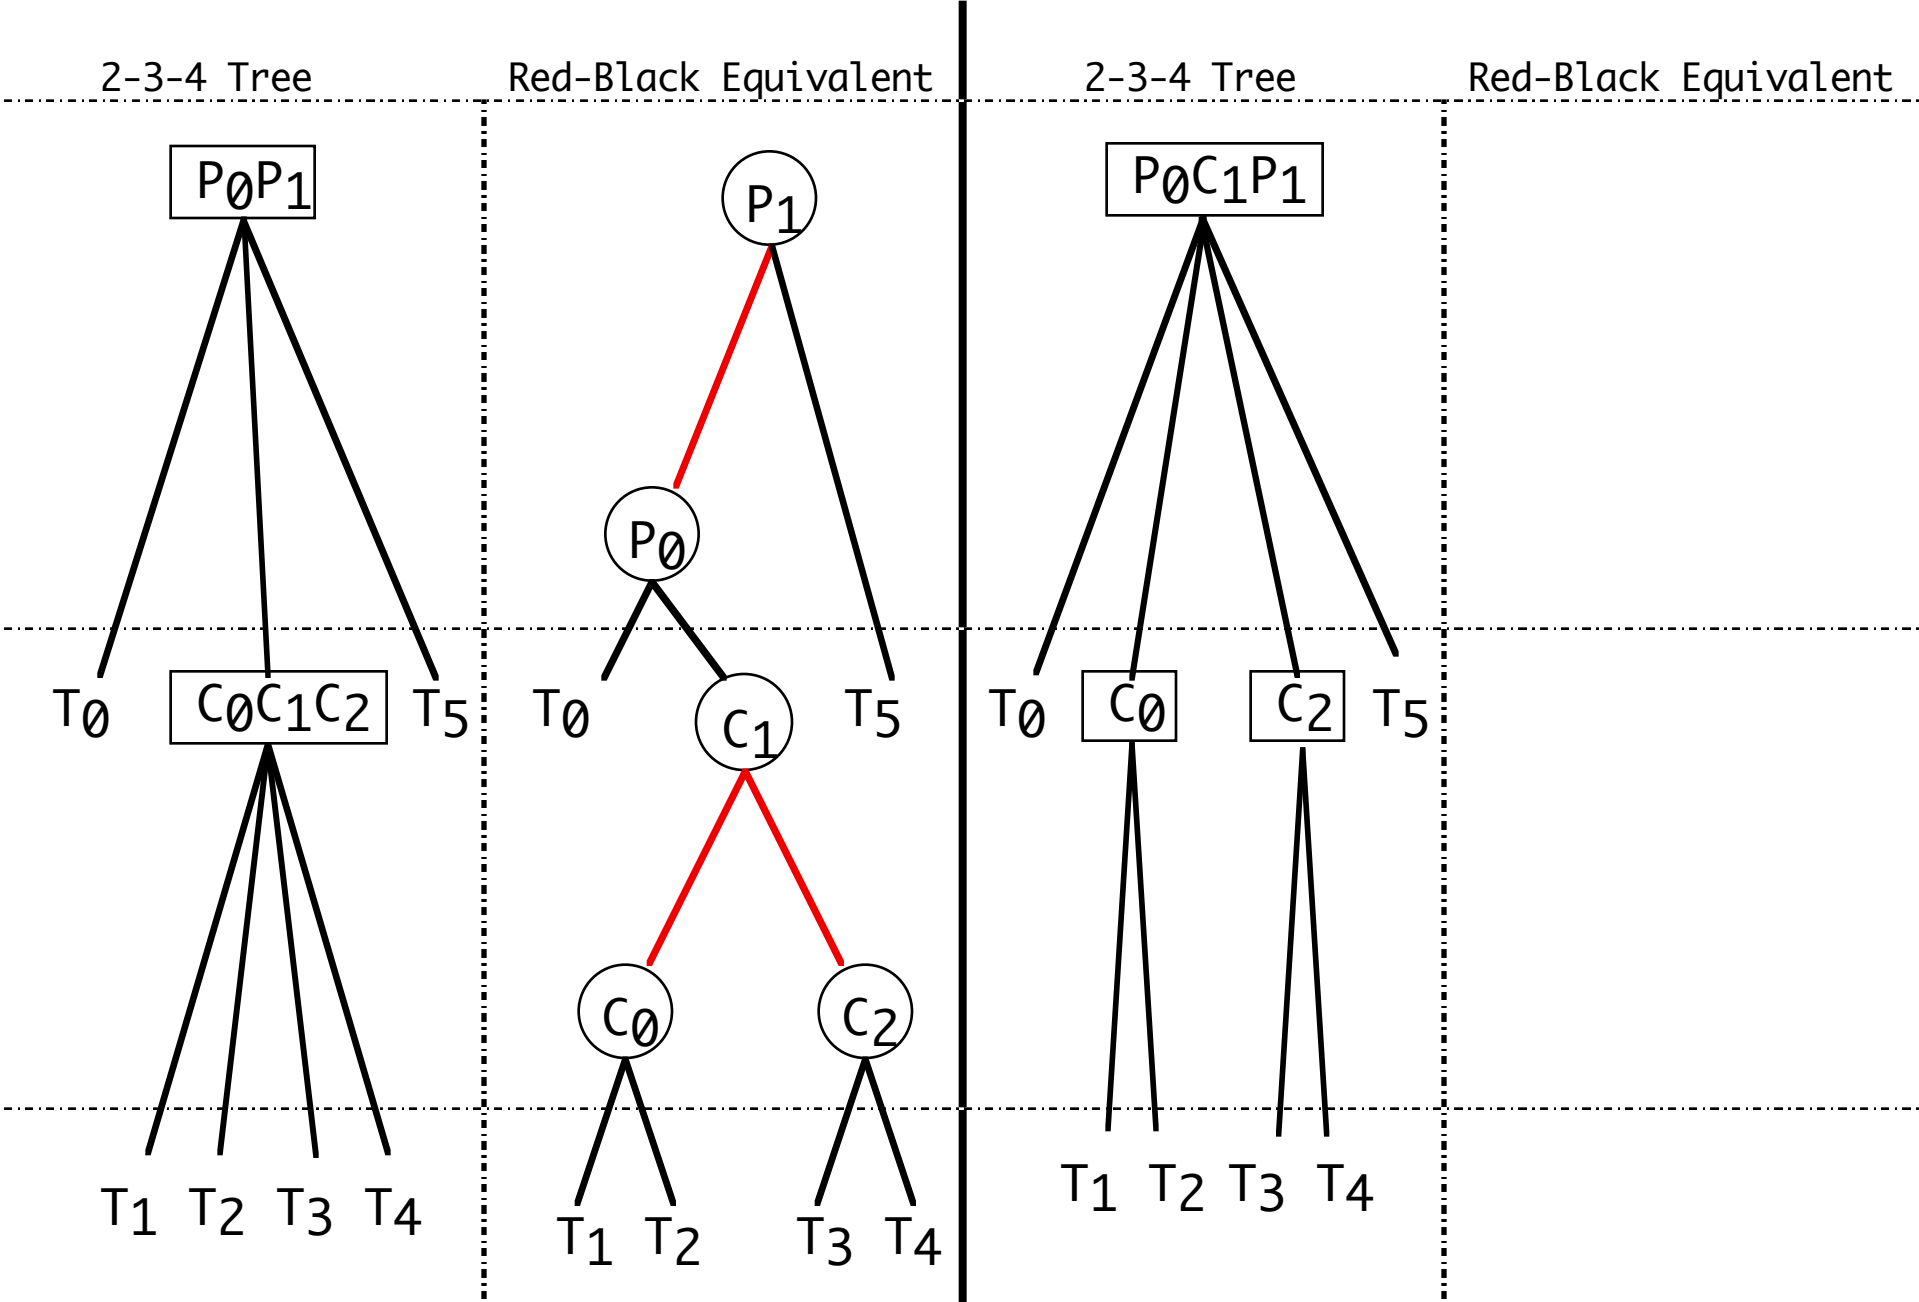 2-3-4 Tree Red-Black Equivalent 2-3-4 Tree Red-Black Equivalent
P0P1 P1 P0C1P1
P0
T0 C0C1C2 T5 T0 C1 T5 T0 C0 C2 T5
C0 C2
T1 T2 T3 T4 T1 T2 T3 T4 T1 T2 T3 T4